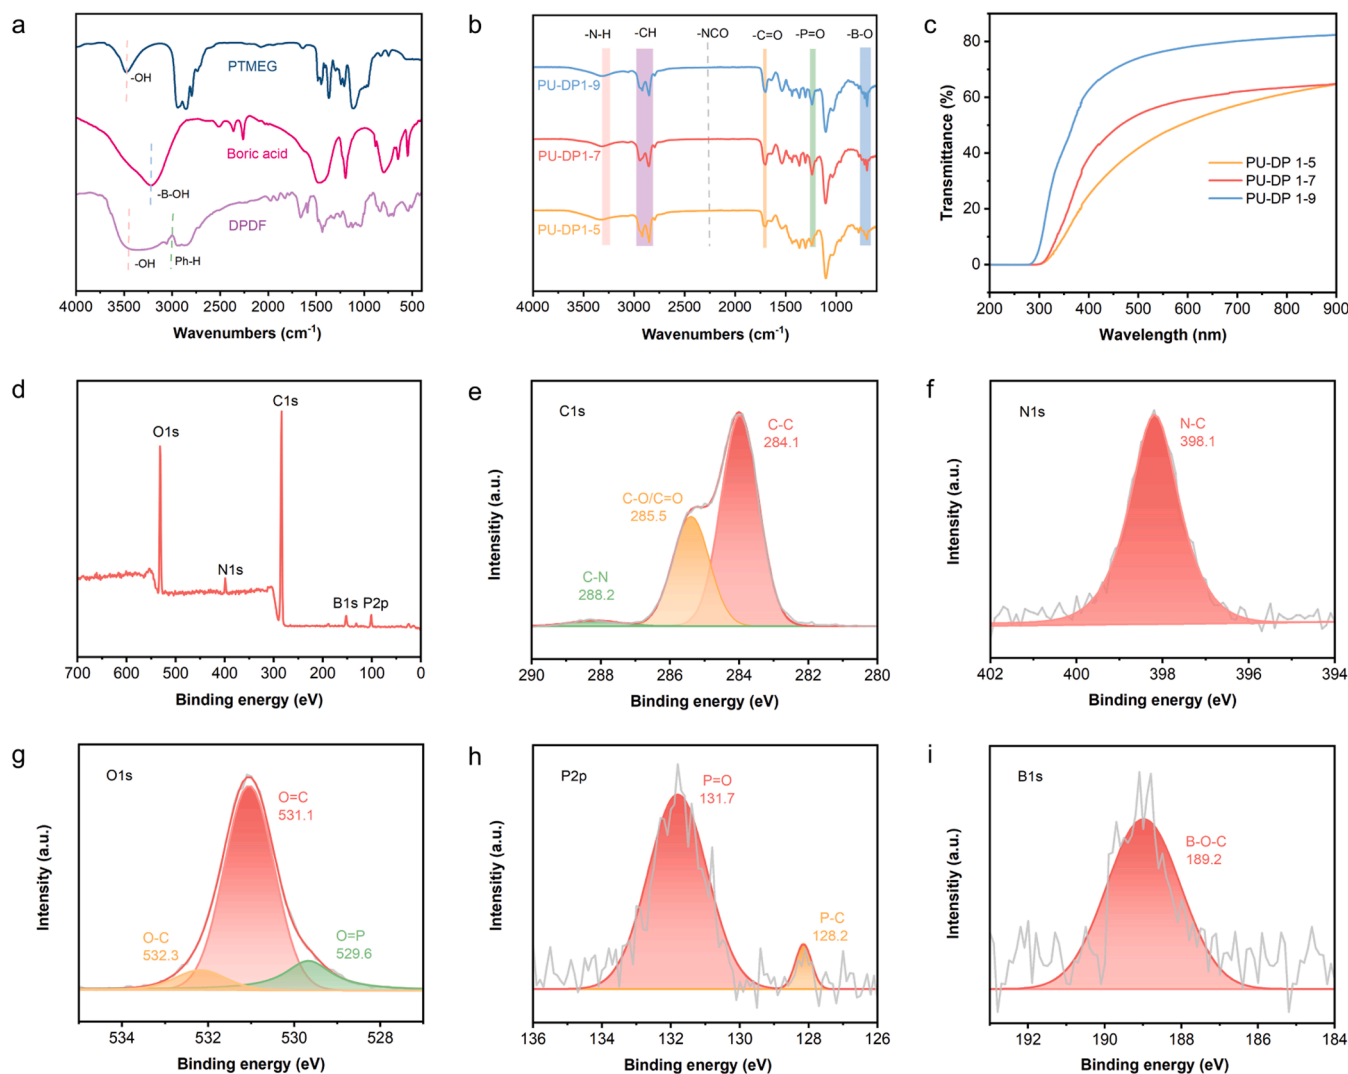 a
PTMEG
-OH
Boric acid
-B-OH
DPDF
-OH
Ph-H
4000 3500 3000 2500 2000 1500 1000 500
Wavenumbers (cm⁻¹)
b
-N-H
-CH
-NCO
-C=O
-P=O
-B-O
PU-DP1-9
PU-DP1-7
PU-DP1-5
4000 3500 3000 2500 2000 1500 1000
Wavenumbers (cm⁻¹)
c
Transmittance (%)
80
60
40
20
0
PU-DP 1-5
PU-DP 1-7
PU-DP 1-9
200 300 400 500 600 700 800 900
Wavelength (nm)
d
O1s
N1s
C1s
B1s
P2p
700 600 500 400 300 200 100 0
Binding energy (eV)
e
Intensitiy (a.u.)
C1s
C-C
284.1
C-O/C=O
285.5
C-N
288.2
290 288 286 284 282 280
Binding energy (eV)
f
Intensity (a.u.)
N1s
N-C
398.1
402 400 398 396 394
Binding energy (eV)
g
Intensity (a.u.)
O1s
O=C
531.1
O-C
532.3
O=P
529.6
534 532 530 528
Binding energy (eV)
h
Intensitiy (a.u.)
P2p
P=O
131.7
P-C
128.2
136 134 132 130 128 126
Binding energy (eV)
i
Intensitiy (a.u.)
B1s
B-O-C
189.2
192 190 188 186 184
Binding energy (eV)